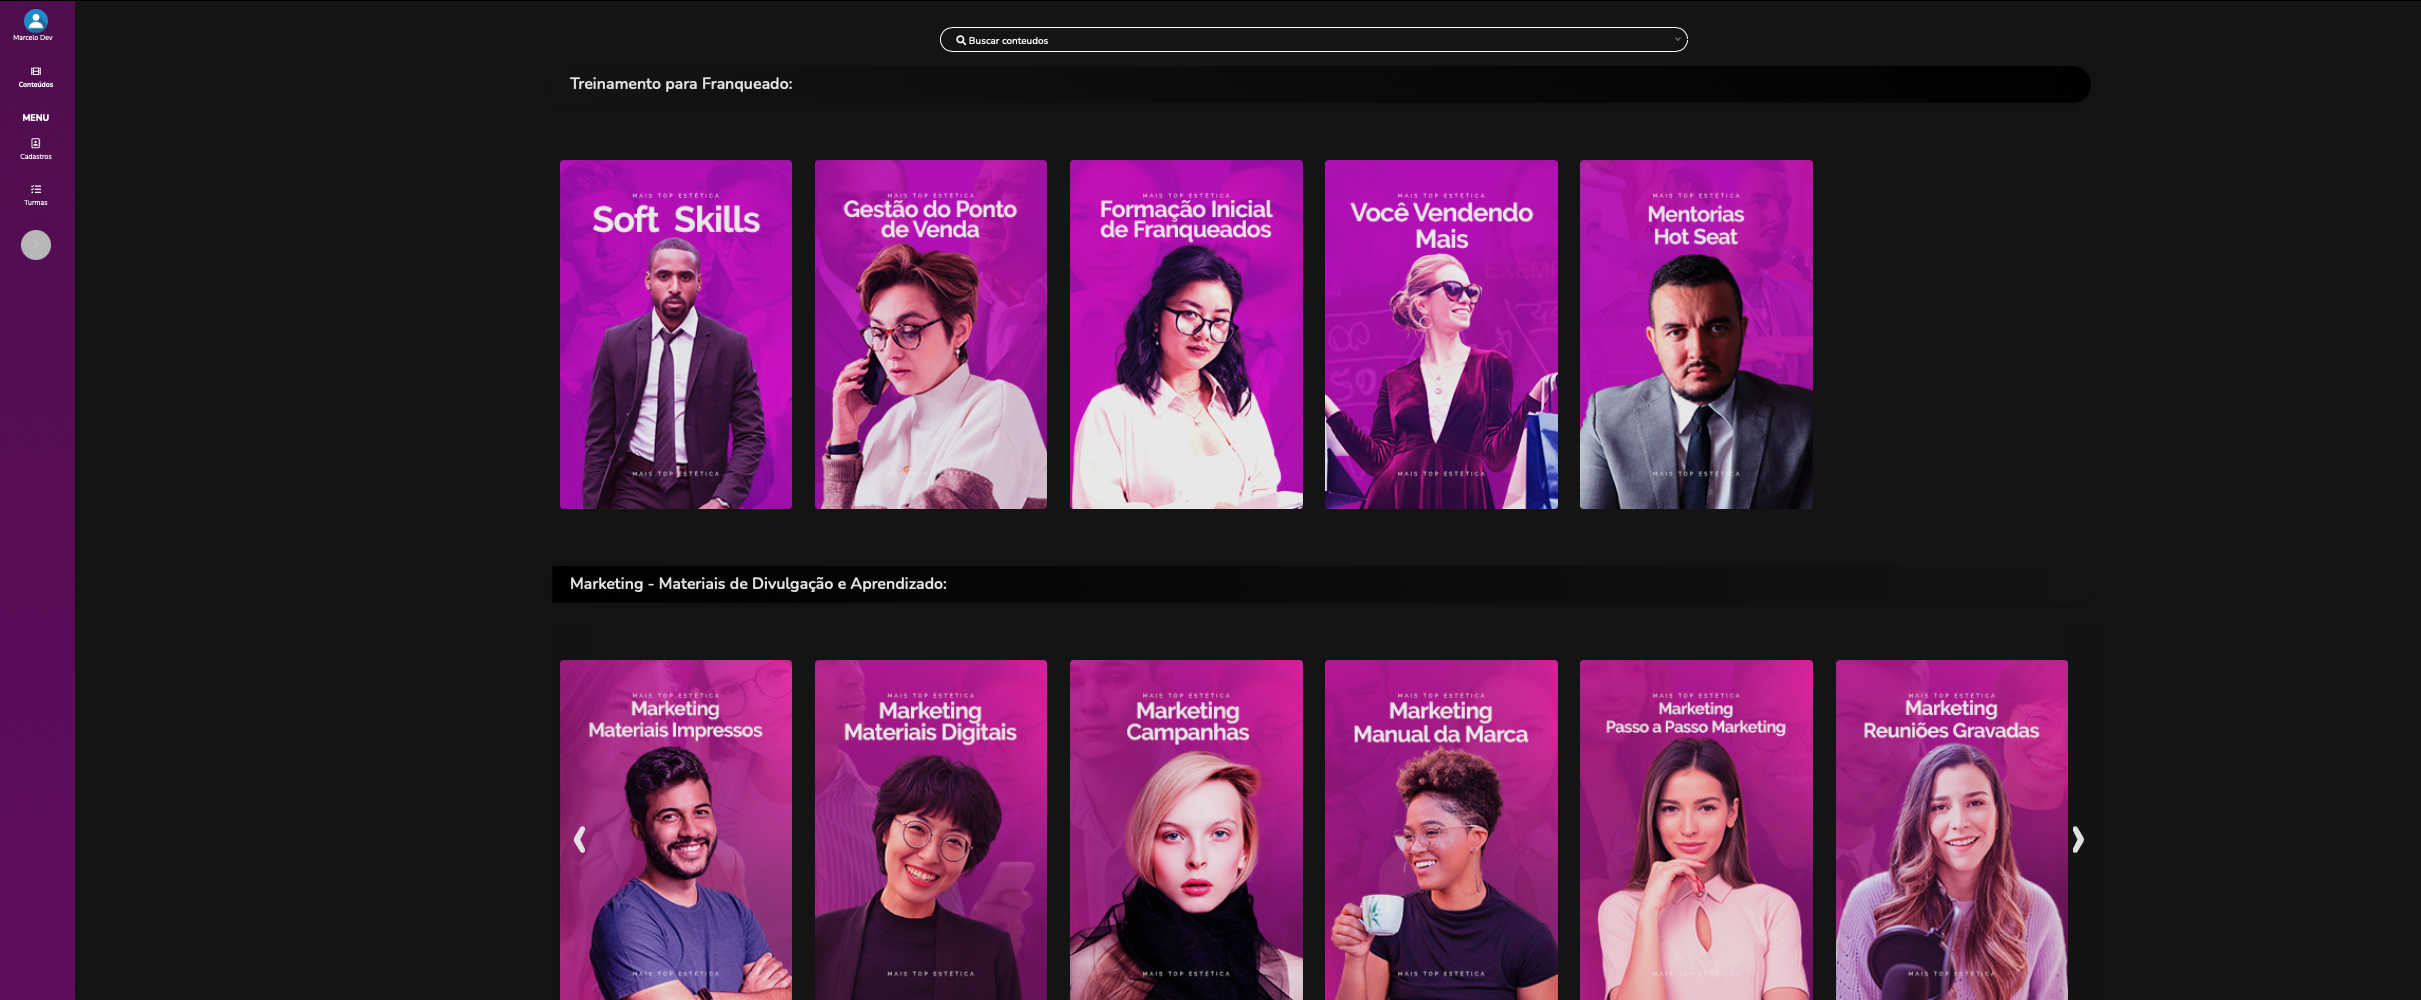 Marcelo Dev
Conteúdos
MENU
Cadastros
Turmas
Buscar conteudos
Treinamento para Franqueado:
MAIS TOP ESTÉTICA
Soft Skills
MAIS TOP ESTÉTICA
MAIS TOP ESTÉTICA
Gestão do Ponto
de Venda
MAIS TOP ESTÉTICA
Formação Inicial
de Franqueados
MAIS TOP ESTÉTICA
Você Vendendo
Mais
MAIS TOP ESTÉTICA
MAIS TOP ESTÉTICA
Mentorias
Hot Seat
MAIS TOP ESTÉTICA
Marketing - Materiais de Divulgação e Aprendizado:
MAIS TOP ESTÉTICA
Marketing
Materiais Impressos
MAIS TOP ESTÉTICA
MAIS TOP ESTÉTICA
Marketing
Materiais Digitais
MAIS TOP ESTÉTICA
MAIS TOP ESTÉTICA
Marketing
Campanhas
MAIS TOP ESTÉTICA
MAIS TOP ESTÉTICA
Marketing
Manual da Marca
MAIS TOP ESTÉTICA
MAIS TOP ESTÉTICA
Marketing
Passo a Passo Marketing
MAIS TOP ESTÉTICA
MAIS TOP ESTÉTICA
Marketing
Reuniões Gravadas
MAIS TOP ESTÉTICA